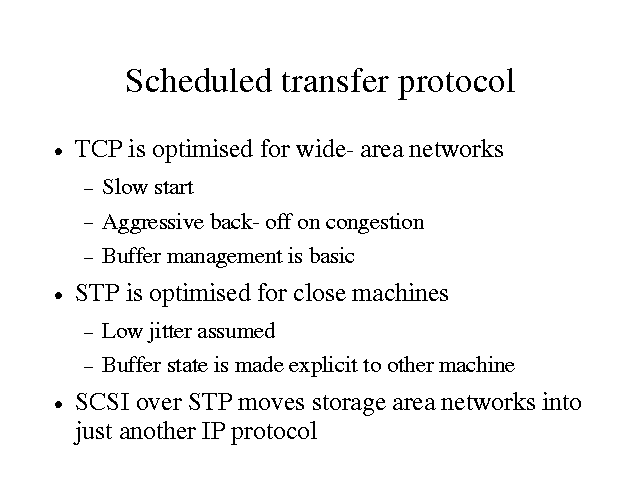 Scheduled transfer protocol
• TCP is optimised for wide- area networks
– Slow start
– Aggressive back- off on congestion
– Buffer management is basic
• STP is optimised for close machines
– Low jitter assumed
– Buffer state is made explicit to other machine
• SCSI over STP moves storage area networks into
just another IP protocol